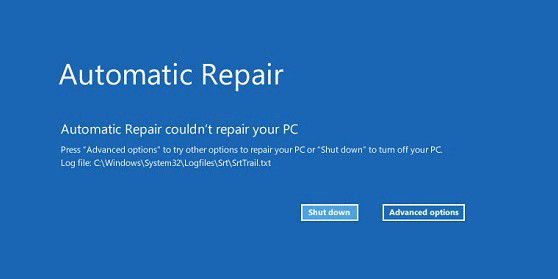 Automatic Repair
Automatic Repair couldn't repair your PC
Press "Advanced options" to try other options to repair your PC or "Shut down" to turn off your PC.
Log file: C:\Windows\System32\Logfiles\Srt\SrtTrail.txt
Shut down
Advanced options